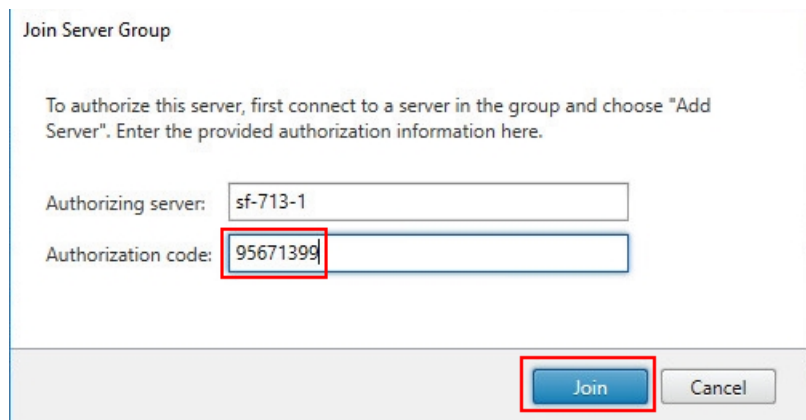 Join Server Group
To authorize this server, first connect to a server in the group and choose "Add
Server". Enter the provided authorization information here.
Authorizing server: sf-713-1
Authorization code: 95671399
Join Cancel